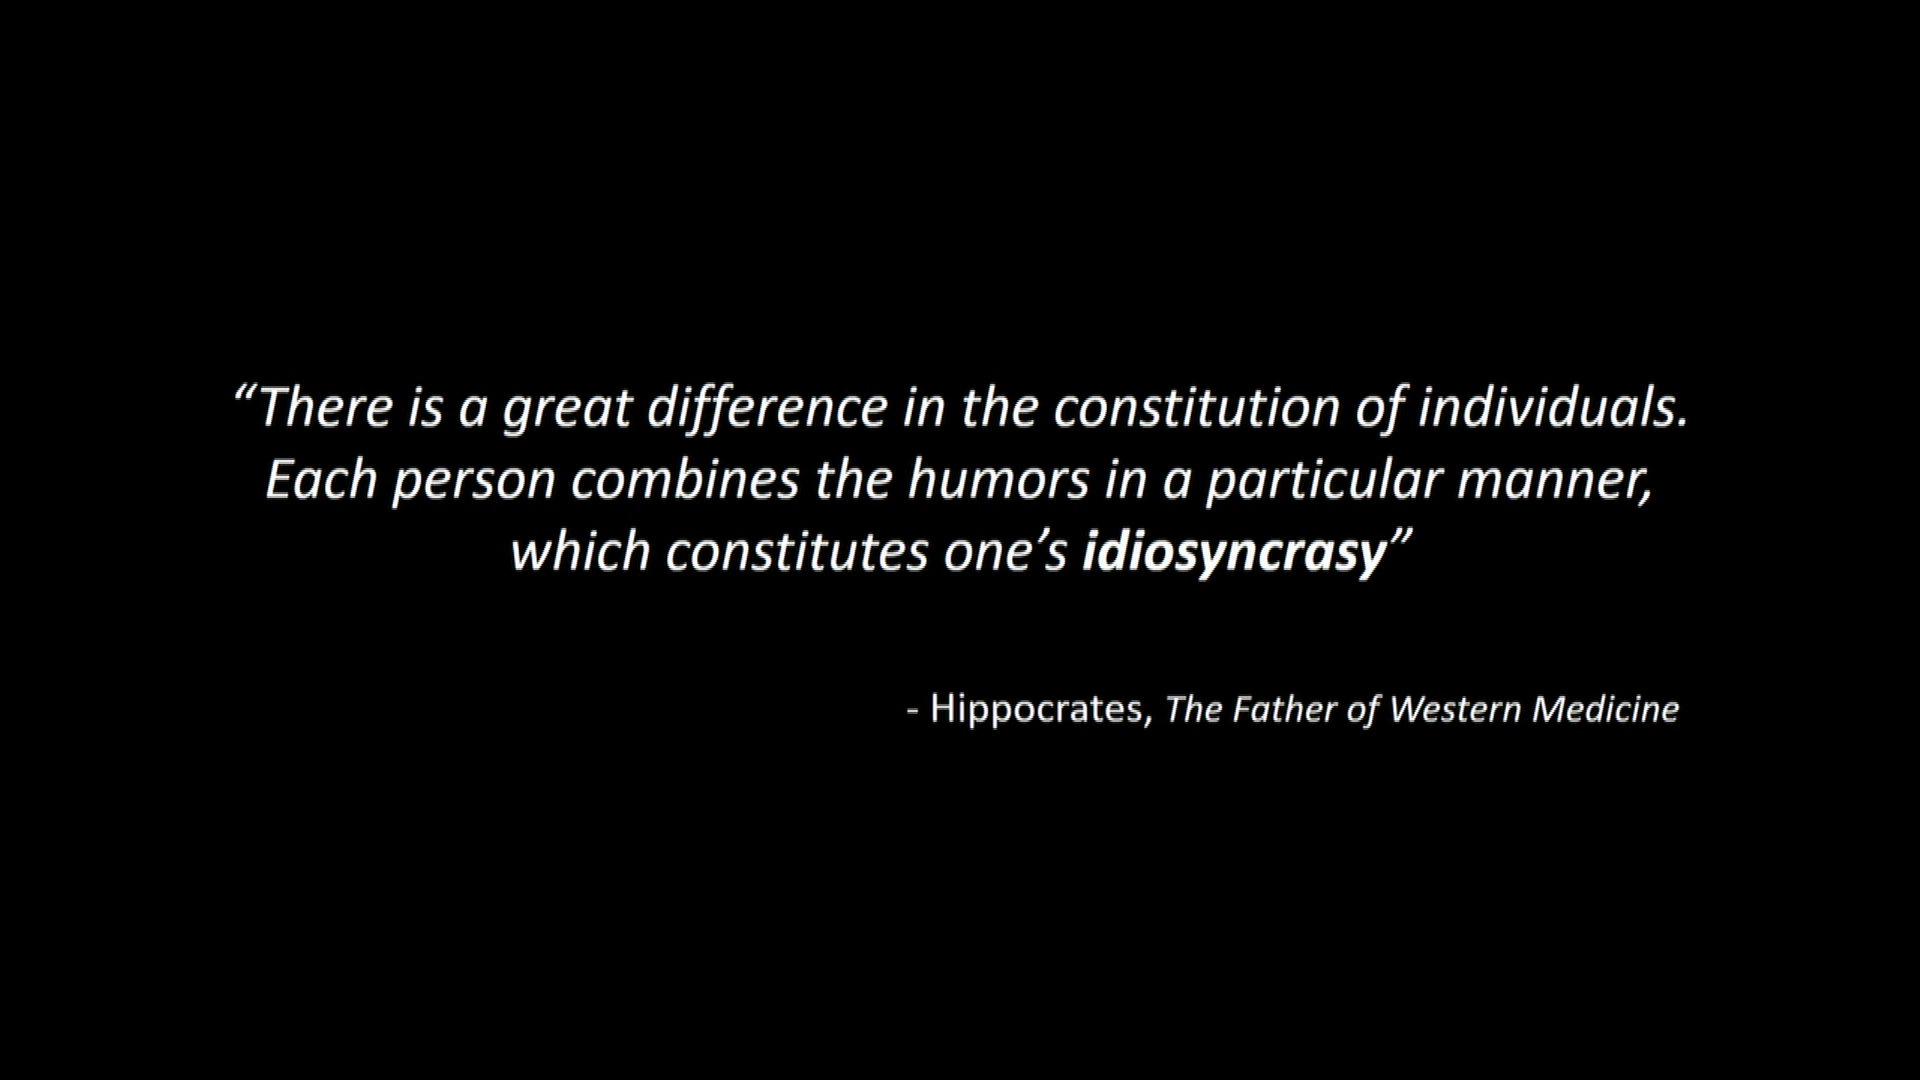 “There is a great difference in the constitution of individuals.
Each person combines the humors in a particular manner,
which constitutes one’s idiosyncrasy”
- Hippocrates, The Father of Western Medicine